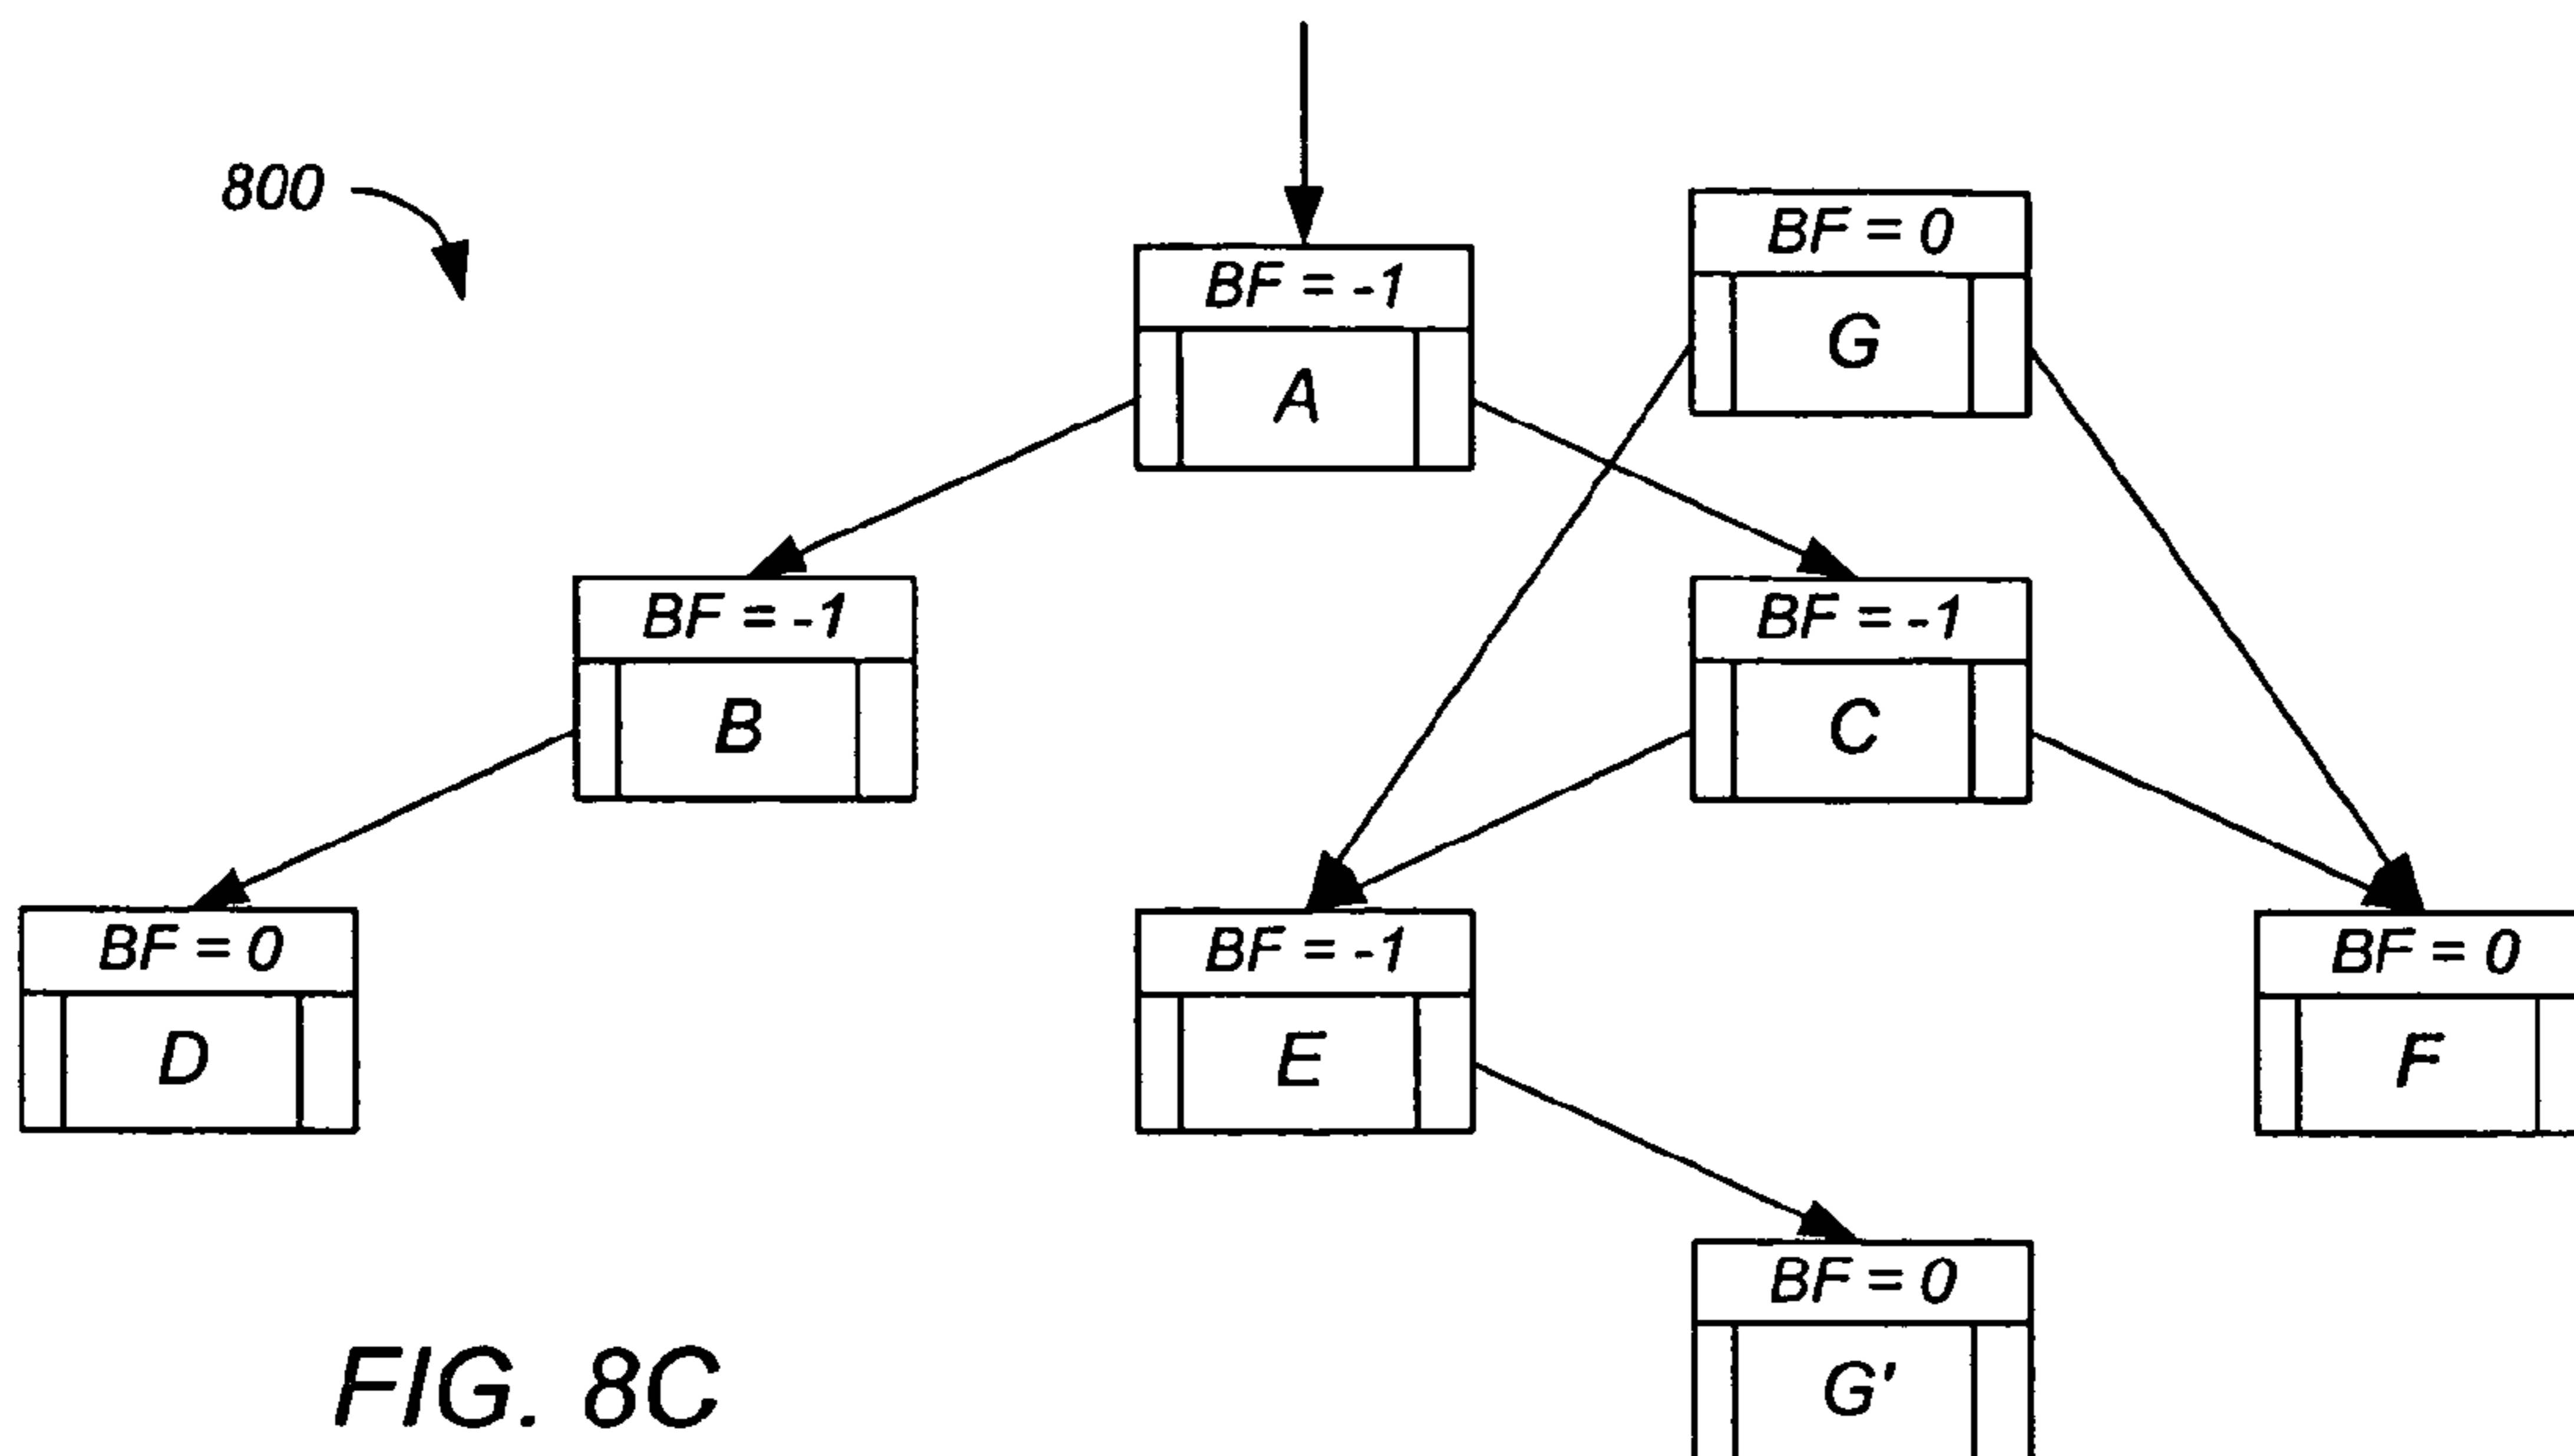 800
BF = 0
BF = -1
G
A
BF = -1
BF = -1
B
C
BF = 0
BF = -1
BF = 0
D
E
F
BF = 0
G'
FIG. 8C